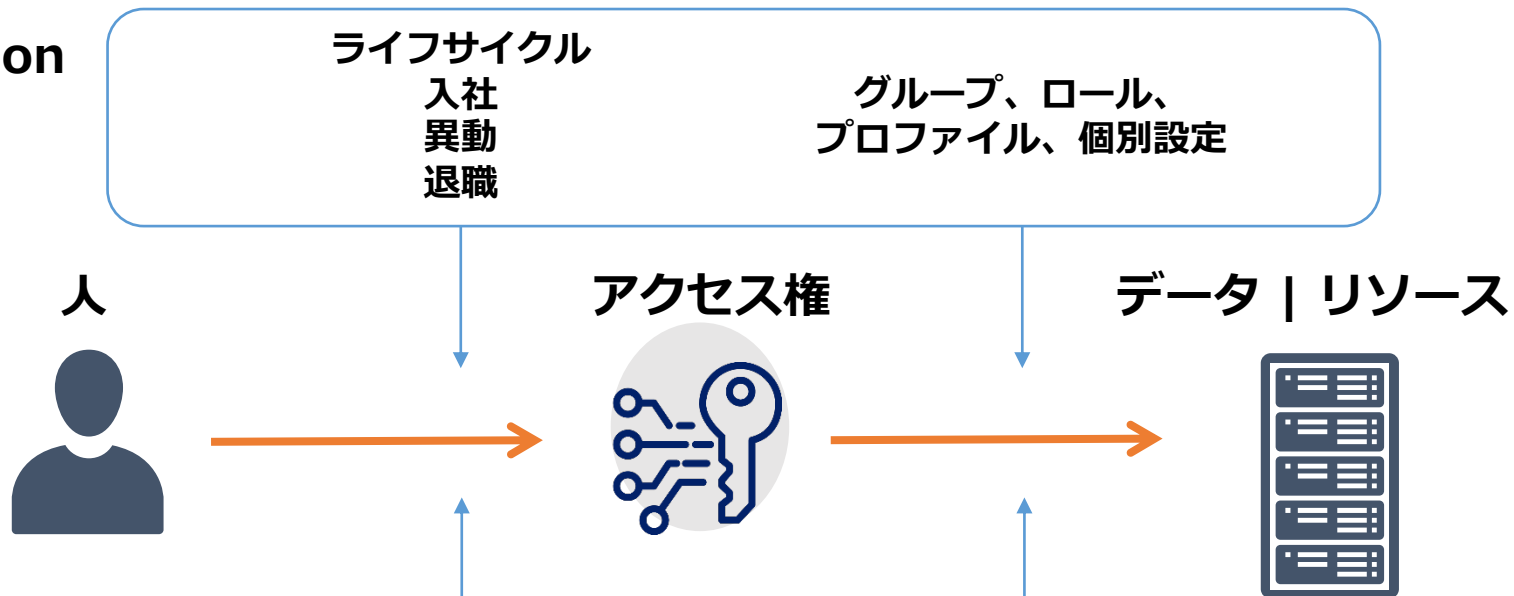 on
ライフサイクル
入社
異動
退職
グループ、ロール、
プロファイル、個別設定
人
アクセス権
データ | リソース